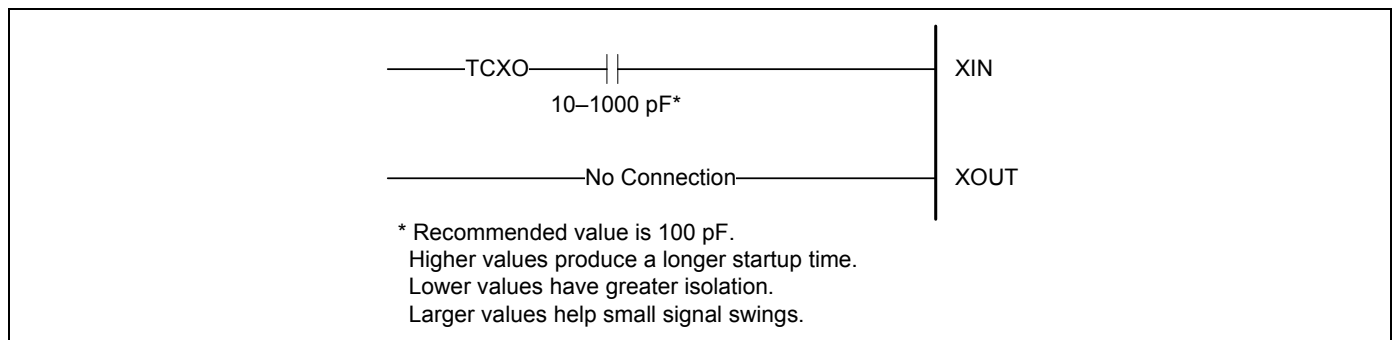 TCXO XIN
10–1000 pF*
No Connection XOUT
* Recommended value is 100 pF.
Higher values produce a longer startup time.
Lower values have greater isolation.
Larger values help small signal swings.